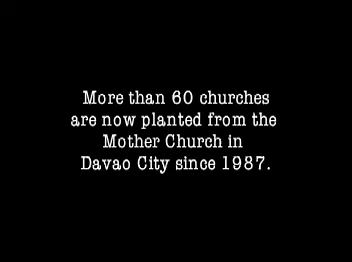 More than 60 churches
are now planted from the
Mother Church in
Davao City since 1987.